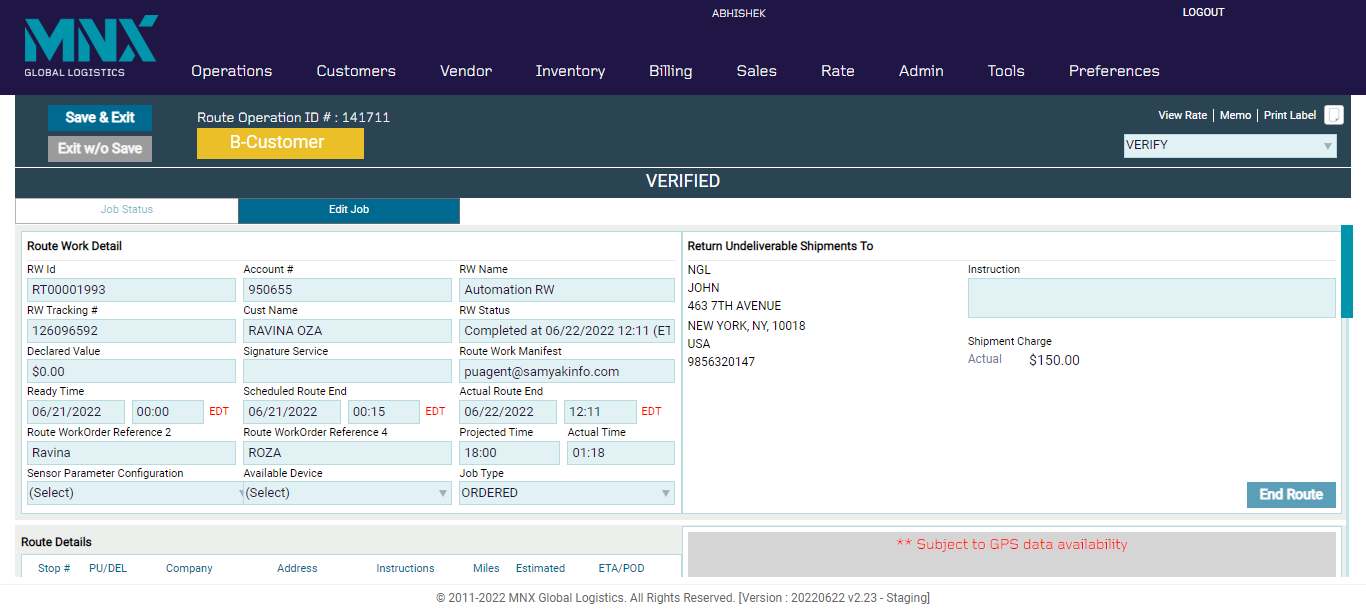 ABHISHEK
LOGOUT
MNX
GLOBAL LOGISTICS
Operations Customers Vendor Inventory Billing Sales Rate Admin Tools Preferences
Save & Exit
Route Operation ID # : 141711
View Rate | Memo | Print Label
Exit w/o Save
B-Customer
VERIFY
VERIFIED
Job Status Edit Job
Route Work Detail
RW Id Account # RW Name
RT00001993 950655 Automation RW
RW Tracking # Cust Name RW Status
126096592 RAVINA OZA Completed at 06/22/2022 12:11 (ET
Declared Value Signature Service Route Work Manifest
$0.00 puagent@samyakinfo.com
Ready Time Scheduled Route End Actual Route End
06/21/2022 00:00 EDT 06/21/2022 00:15 EDT 06/22/2022 12:11 EDT
Route WorkOrder Reference 2 Route WorkOrder Reference 4 Projected Time Actual Time
Ravina ROZA 18:00 01:18
Sensor Parameter Configuration Available Device Job Type
(Select) (Select) ORDERED
Return Undeliverable Shipments To
NGL
JOHN
463 7TH AVENUE
NEW YORK, NY, 10018
USA
9856320147
Instruction
Shipment Charge
Actual $150.00
End Route
Route Details
Stop # PU/DEL Company Address Instructions Miles Estimated ETA/POD
** Subject to GPS data availability
© 2011-2022 MNX Global Logistics. All Rights Reserved. [Version : 20220622 v2.23 - Staging]